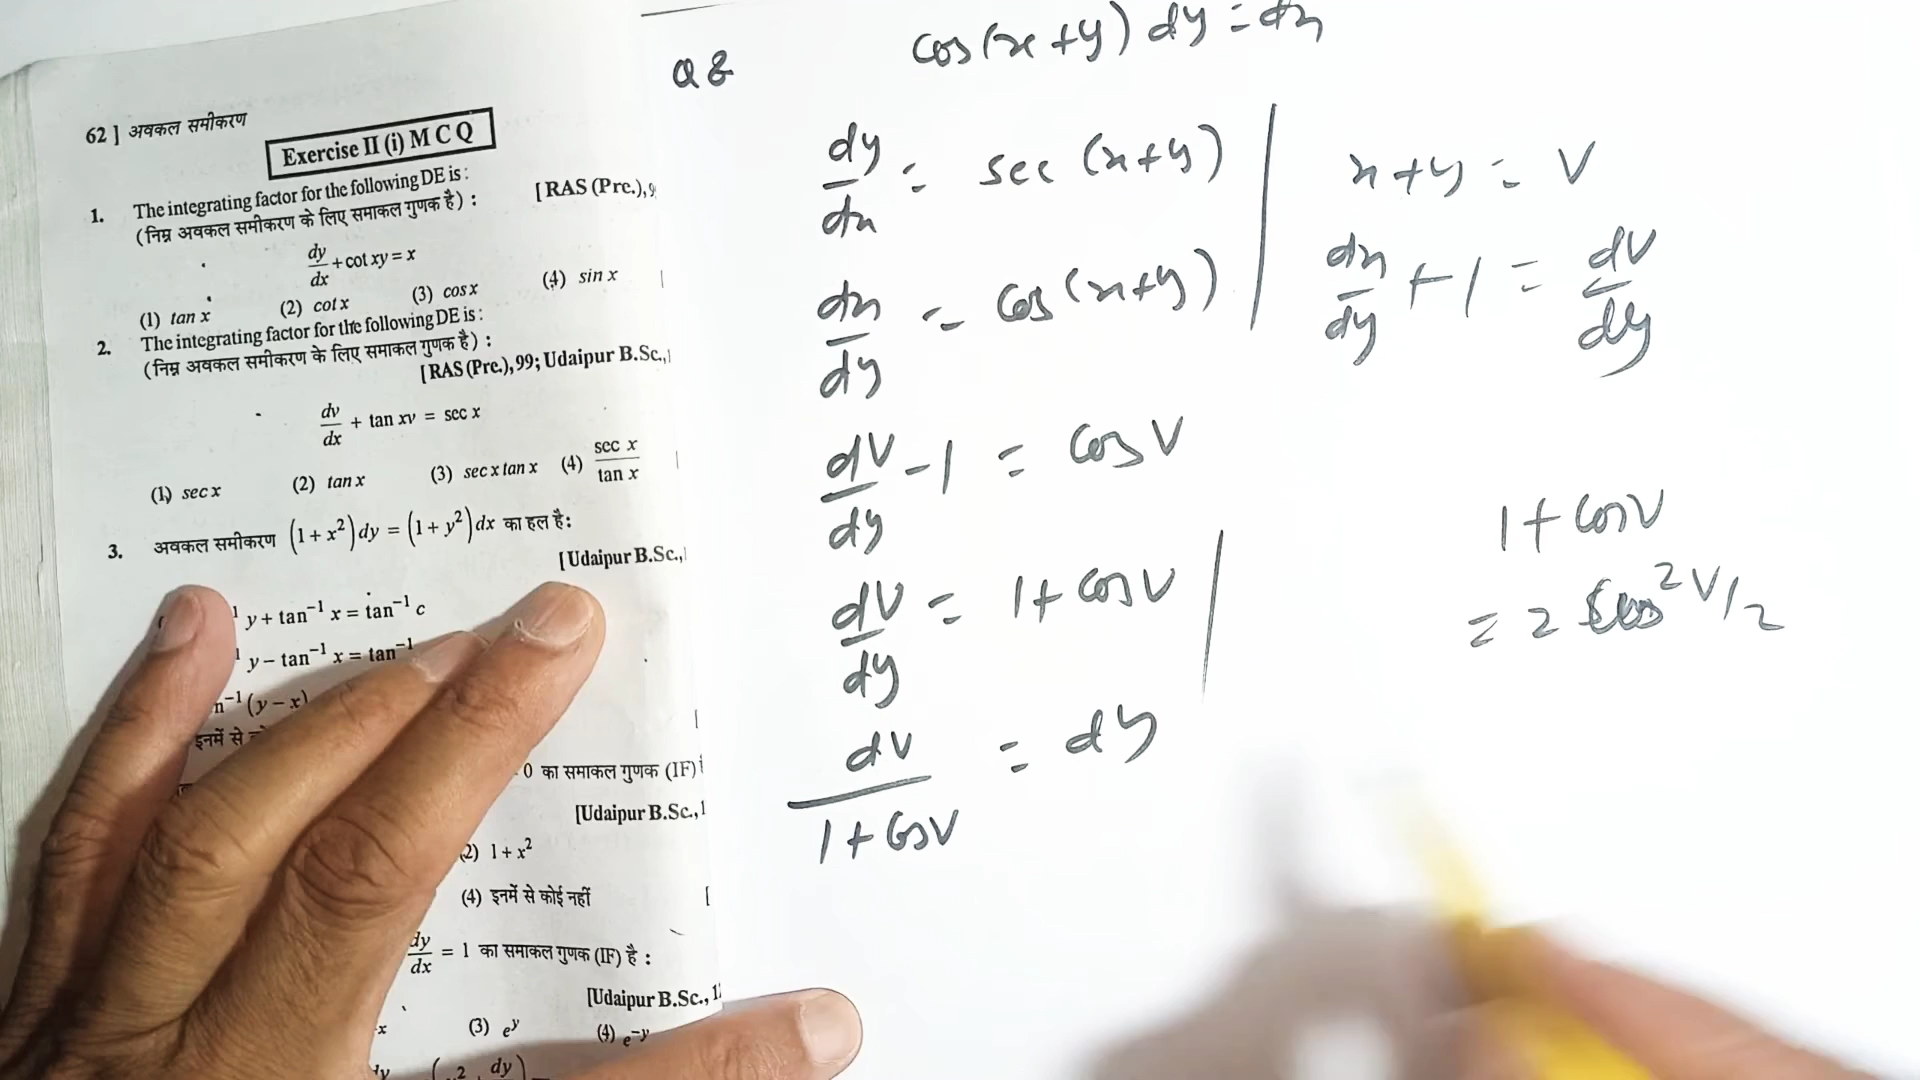 62 ] अवकल समीकरण
Exercise II (i) M C Q
1. The integrating factor for the following DE is :
(निम्न अवकल समीकरण के लिए समाकल गुणक है) : [ RAS (Pre.), 9
dy/dx + cot xy = x
(1) tan x (2) cot x (3) cos x (4) sin x [
2. The integrating factor for the following DE is :
(निम्न अवकल समीकरण के लिए समाकल गुणक है) :
[ RAS (Pre.), 99; Udaipur B.Sc.,
dv/dx + tan xv = sec x
(1) sec x (2) tan x (3) sec x tan x (4) sec x/tan x [
3. अवकल समीकरण (1 + x²) dy = (1 + y²) dx का हल है :
[ Udaipur B.Sc.,
y + tan⁻¹ x = tan⁻¹ c
y − tan⁻¹ x = tan⁻¹
n⁻¹ (y − x)
इनमें से
0 का समाकल गुणक (IF)
[Udaipur B.Sc., 1
2) 1 + x²
(4) इनमें से कोई नहीं [
dy/dx = 1 का समाकल गुणक (IF) है :
[Udaipur B.Sc., 1
x (3) eʸ (4) e⁻ʸ
Q 8 cos(x+y) dy = dx
dy/dx = sec (x+y)
x+y = v
dx/dy + 1 = dv/dy
dx/dy = cos(x+y)
dv/dy - 1 = cos v
dv/dy = 1 + cos v
1 + cos v
= 2 cos² v/2
dv/1 + cos v = dy